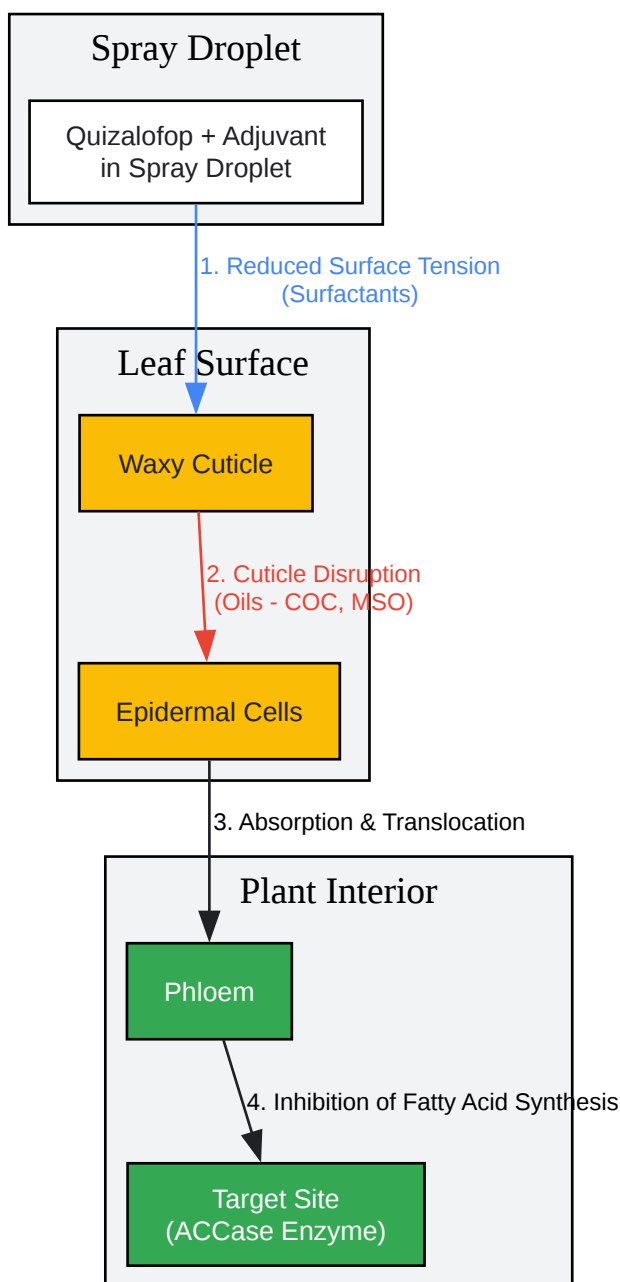 Spray Droplet
Quizalofop + Adjuvant
in Spray Droplet
1. Reduced Surface Tension
(Surfactants)
Leaf Surface
Waxy Cuticle
2. Cuticle Disruption
(Oils - COC, MSO)
Epidermal Cells
3. Absorption & Translocation
Plant Interior
Phloem
4. Inhibition of Fatty Acid Synthesis
Target Site
(ACCase Enzyme)